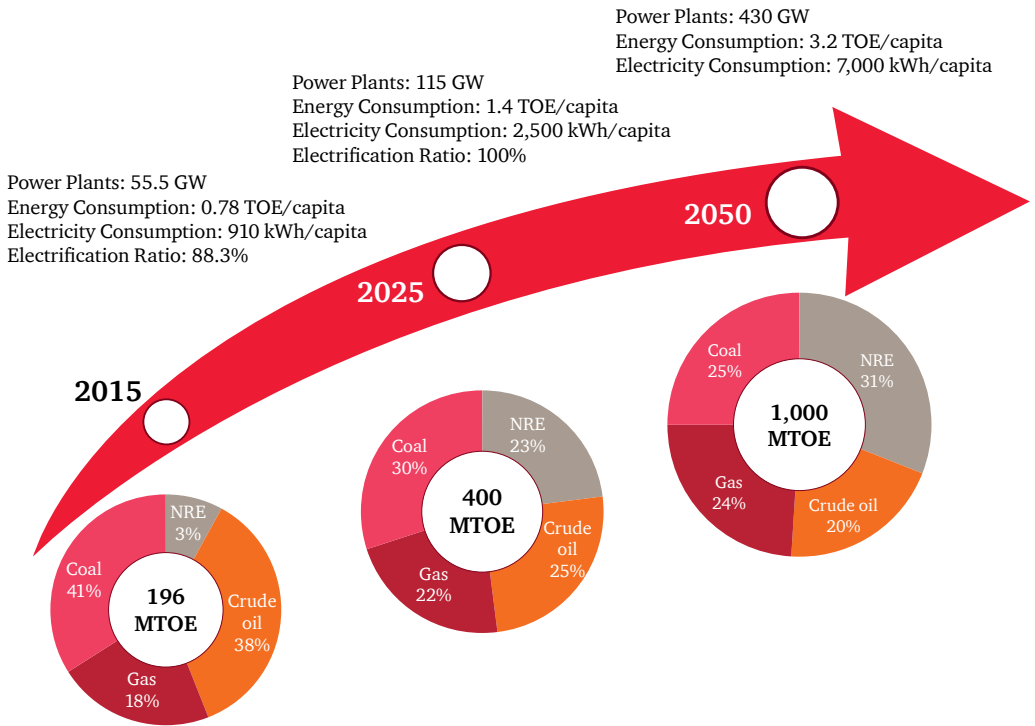 Power Plants: 430 GW
Energy Consumption: 3.2 TOE/capita
Electricity Consumption: 7,000 kWh/capita
Power Plants: 115 GW
Energy Consumption: 1.4 TOE/capita
Electricity Consumption: 2,500 kWh/capita
Electrification Ratio: 100%
Power Plants: 55.5 GW
Energy Consumption: 0.78 TOE/capita
Electricity Consumption: 910 kWh/capita
Electrification Ratio: 88.3%
2050
2025
2015
Coal
25%
NRE
31%
1,000
MTOE
Gas
24%
Crude oil
20%
Coal
30%
NRE
23%
400
MTOE
Gas
22%
Crude
oil
25%
NRE
3%
Coal
41%
196
MTOE
Crude
oil
38%
Gas
18%